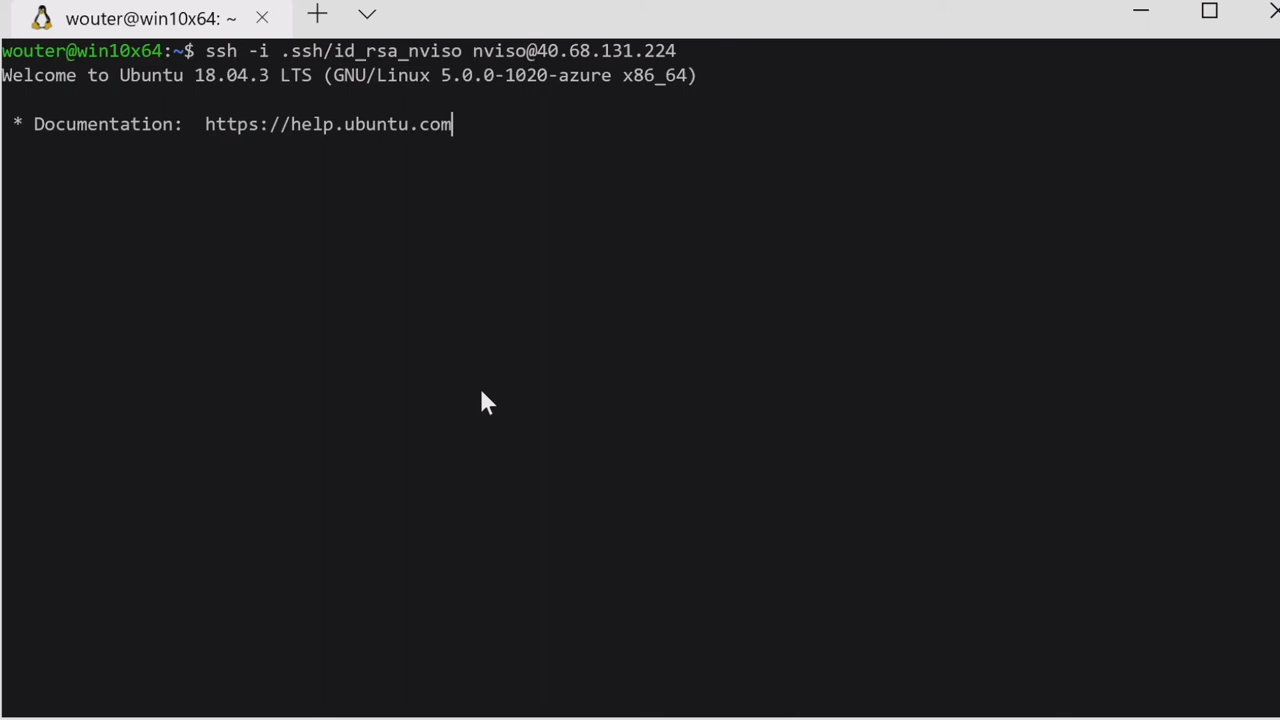 wouter@win10x64: ~
wouter@win10x64:~$ ssh -i .ssh/id_rsa_nviso nviso@40.68.131.224
Welcome to Ubuntu 18.04.3 LTS (GNU/Linux 5.0.0-1020-azure x86_64)
* Documentation:  https://help.ubuntu.com